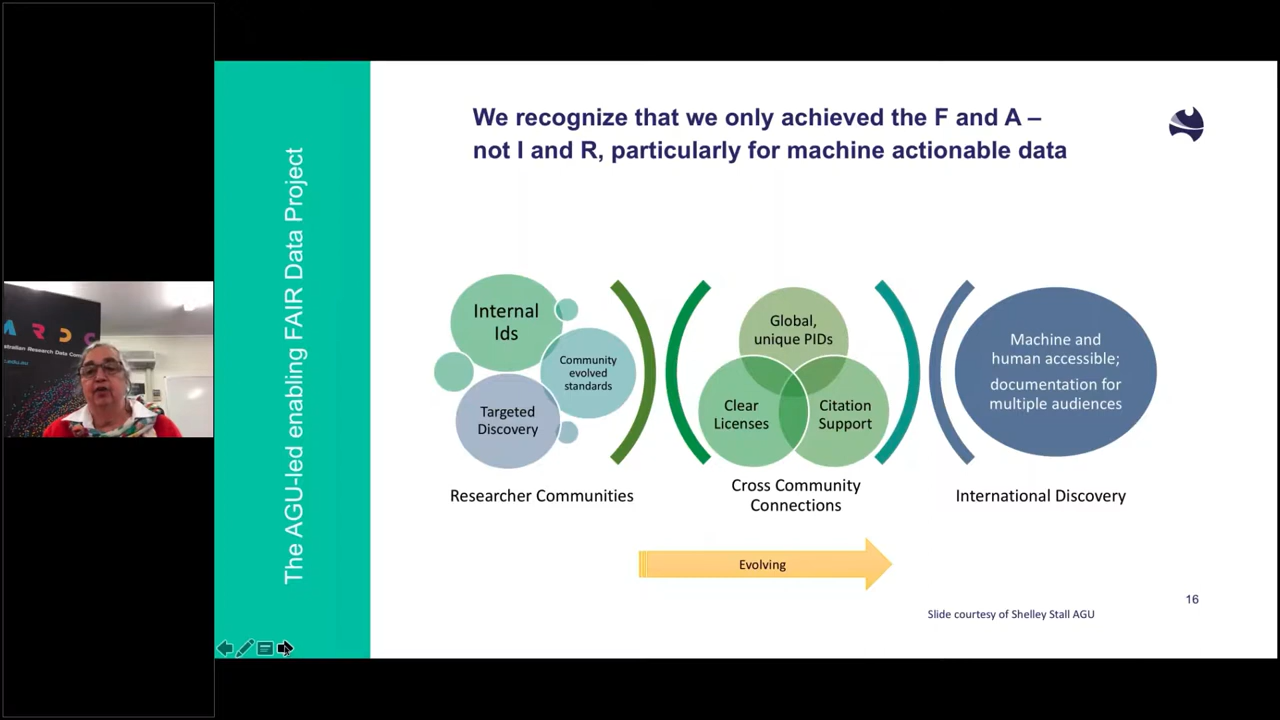 The AGU-led enabling FAIR Data Project
We recognize that we only achieved the F and A –
not I and R, particularly for machine actionable data
Internal
Ids
Community
evolved
standards
Targeted
Discovery
Researcher Communities
Global,
unique PIDs
Clear
Licenses
Citation
Support
Cross Community
Connections
Machine and
human accessible;
documentation for
multiple audiences
International Discovery
Evolving
16
Slide courtesy of Shelley Stall AGU
ARDC
Research Data